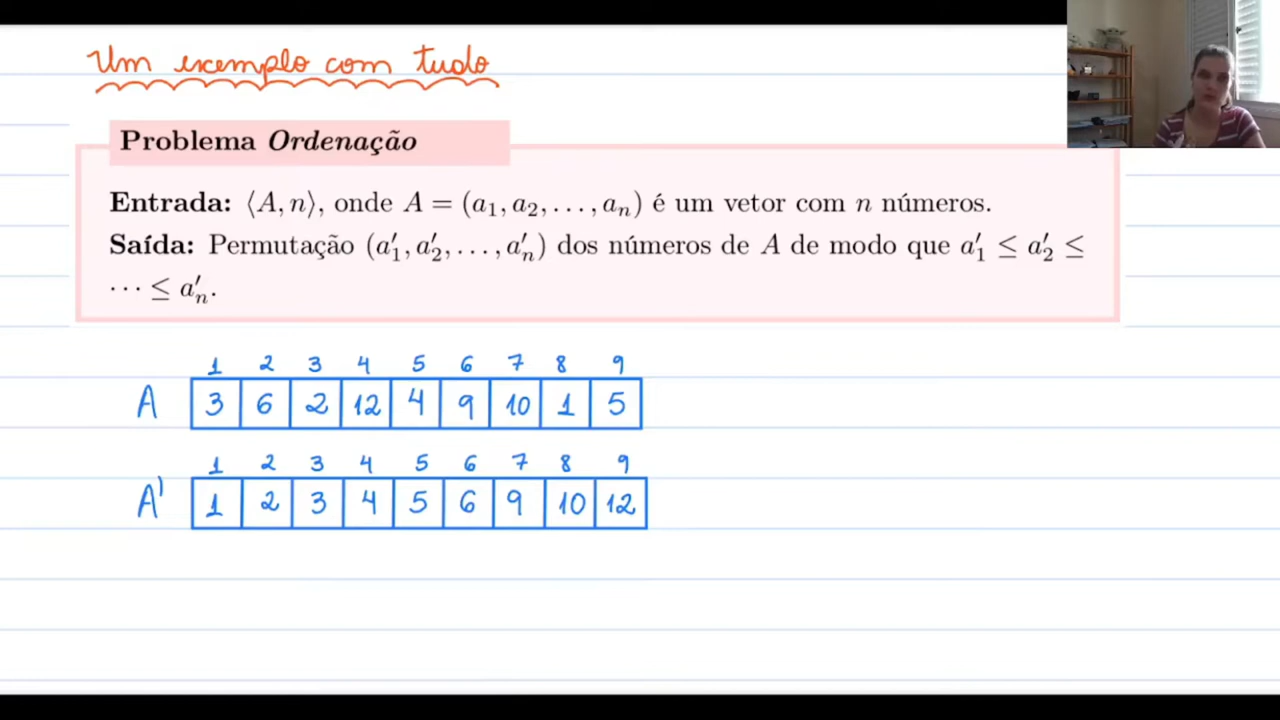 Um exemplo com tudo
Problema Ordenação
Entrada: ⟨A, n⟩, onde A = (a₁, a₂, . . . , aₙ) é um vetor com n números.
Saída: Permutação (a′₁, a′₂, . . . , a′ₙ) dos números de A de modo que a′₁ ≤ a′₂ ≤
· · · ≤ a′ₙ.
1 2 3 4 5 6 7 8 9
A 3 6 2 12 4 9 10 1 5
1 2 3 4 5 6 7 8 9
A' 1 2 3 4 5 6 9 10 12